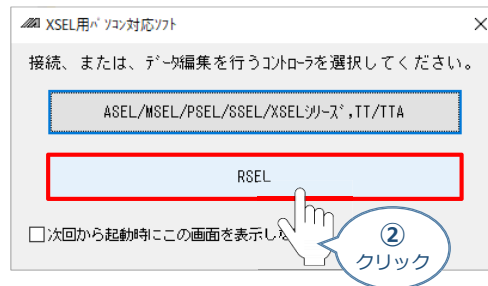 XSEL用パソコン対応ソフト
接続、または、データ編集を行うコントローラを選択してください。
ASEL/MSEL/PSEL/SSEL/XSELシリーズ,TT/TTA
RSEL
次回から起動時にこの画面を表示し
②
クリック